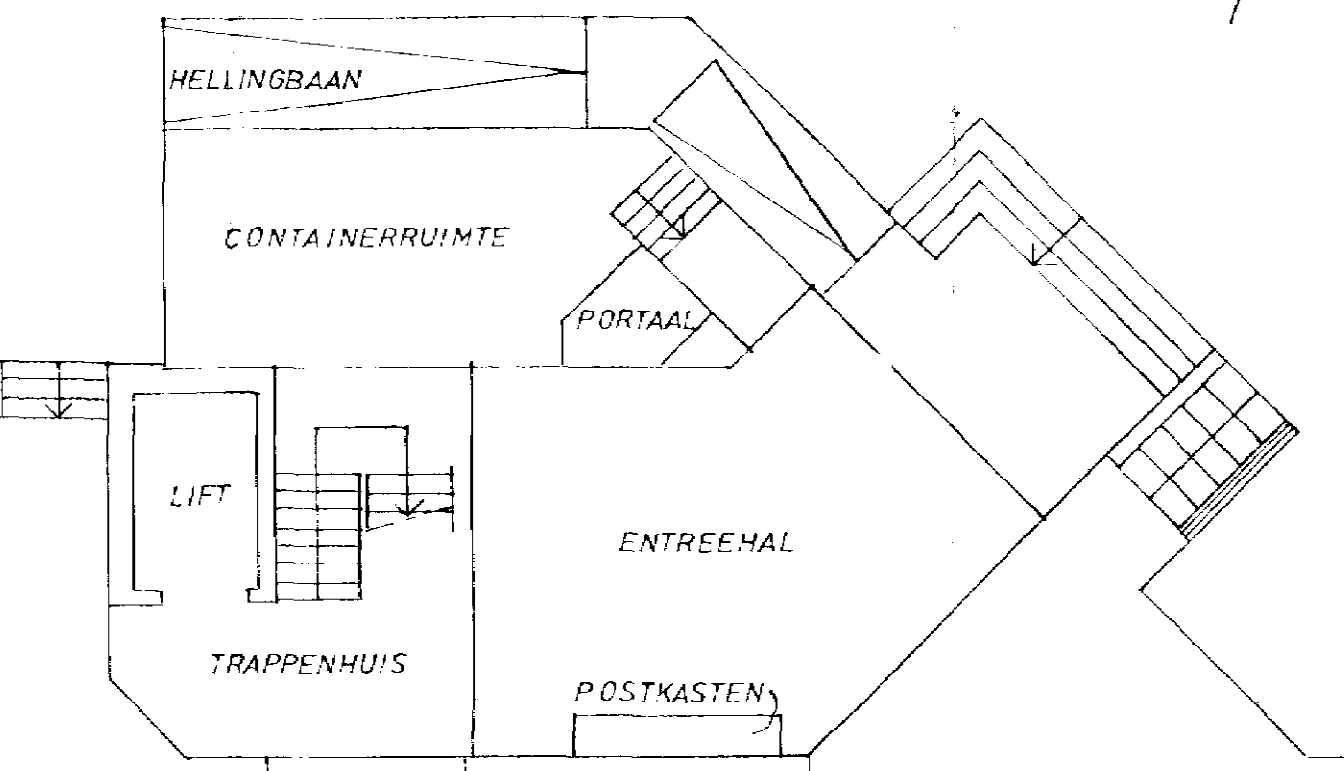 HELLINGBAAN
CONTAINERRUIMTE
PORTAAL
LIFT
ENTREEHAL
TRAPPENHUIS
POSTKASTEN